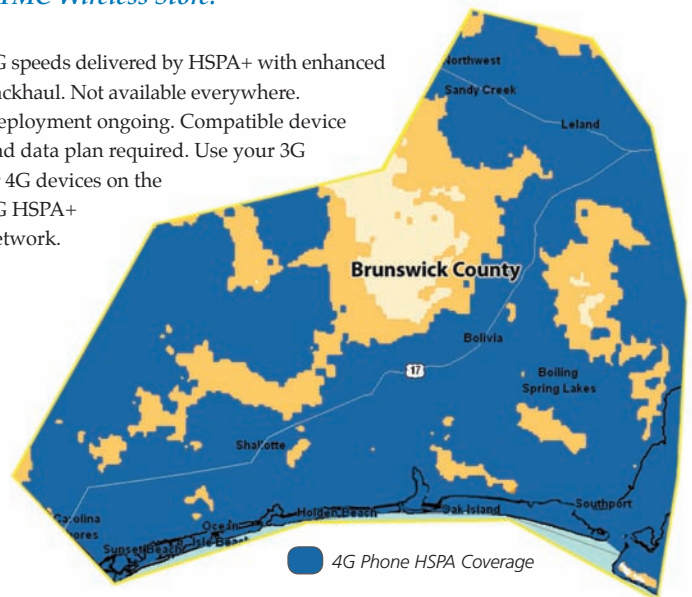 TMC Wireless Store.
G speeds delivered by HSPA+ with enhanced
ckhaul. Not available everywhere.
eployment ongoing. Compatible device
nd data plan required. Use your 3G
4G devices on the
G HSPA+
etwork.
Northwest
Sandy Creek
Leland
Brunswick County
Bolivia
17
Boiling
Spring Lakes
Shallotte
Carolina
ores
Sunset Beach
Ocean
Isle Beach
Holden Beach
Oak Island
Southport
4G Phone HSPA Coverage